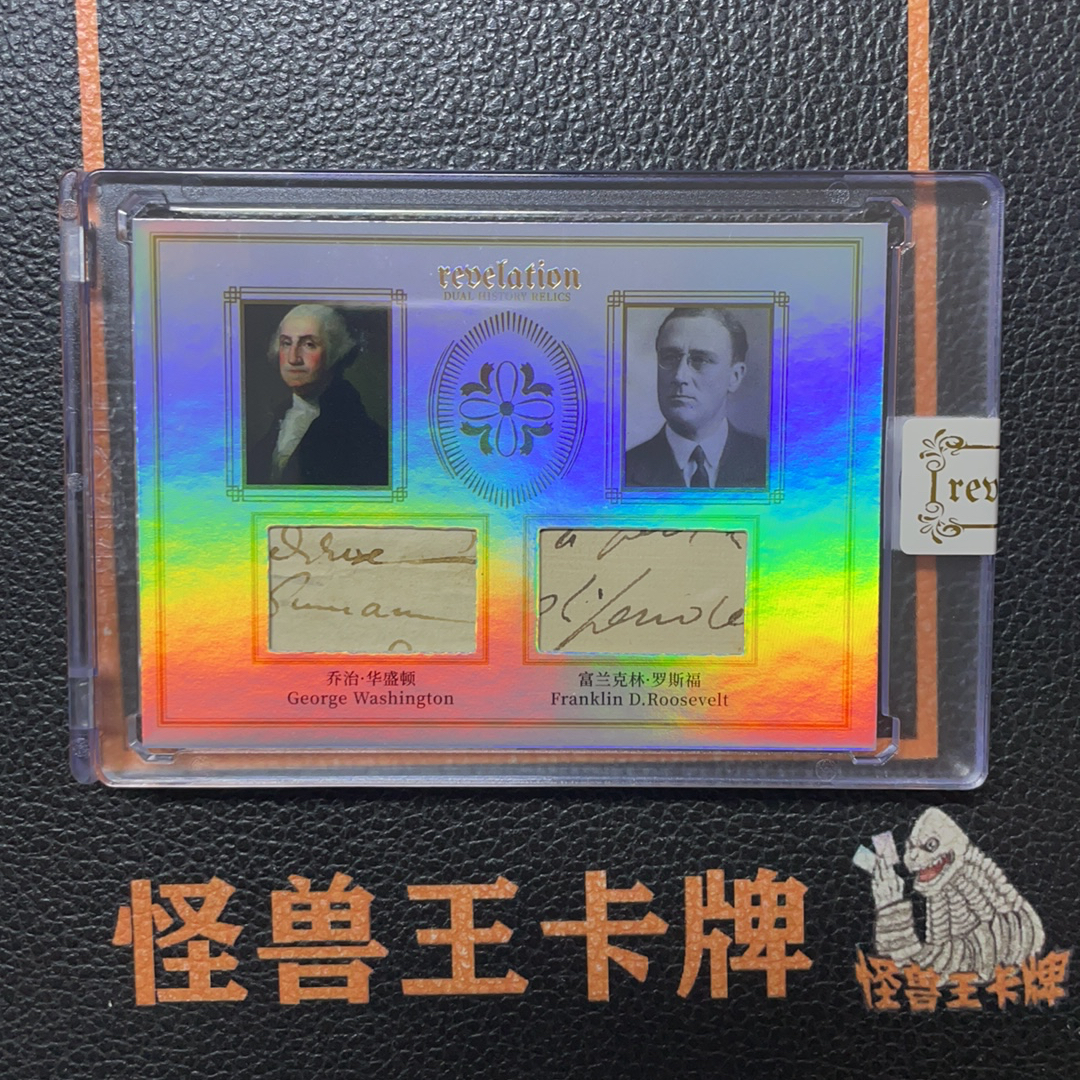 revelation
DUAL HISTORY RELICS
rev
乔治·华盛顿
George Washington
富兰克林·罗斯福
Franklin D.Roosevelt
怪兽王卡牌
怪兽王卡牌